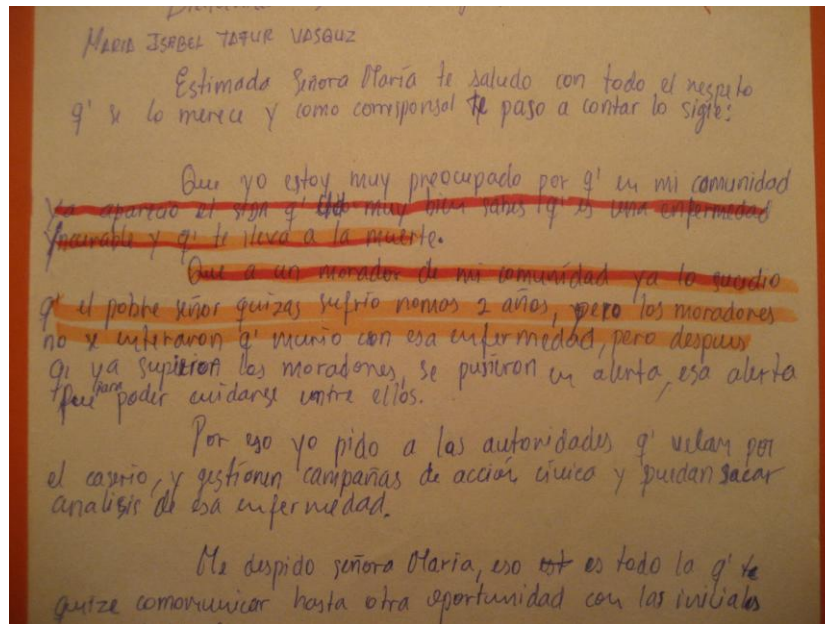 MARIA ISABEL TAFUR VASQUZ
Estimada Señora María te saludo con todo el respeto
q' se lo merece y como corresponsal te paso a contar lo sigte:
Que yo estoy muy preocupado por q' en mi comunidad
ya aparecio el sign q' muy bien sabes q' es una enfermedad
yncurable y q' te lleva a la muerte.
Que a un morador de mi comunidad ya lo sucedio
q' el pobre señor quizas sufrio nomas 2 años, pero los moradores
no se enteraron q' murio con esa enfermedad, pero despues
q' ya supieron los moradores, se pusieron en alerta, esa alerta
fue para poder cuidarse entre ellos.
Por eso yo pido a las autoridades q' velan por
el caserio, y gestionen campañas de acción civica y puedan sacar
analisis de esa enfermedad.
Me despido señora Maria, eso es todo la q' te
quize comovunicar hasta otra oportunidad con las iniciales